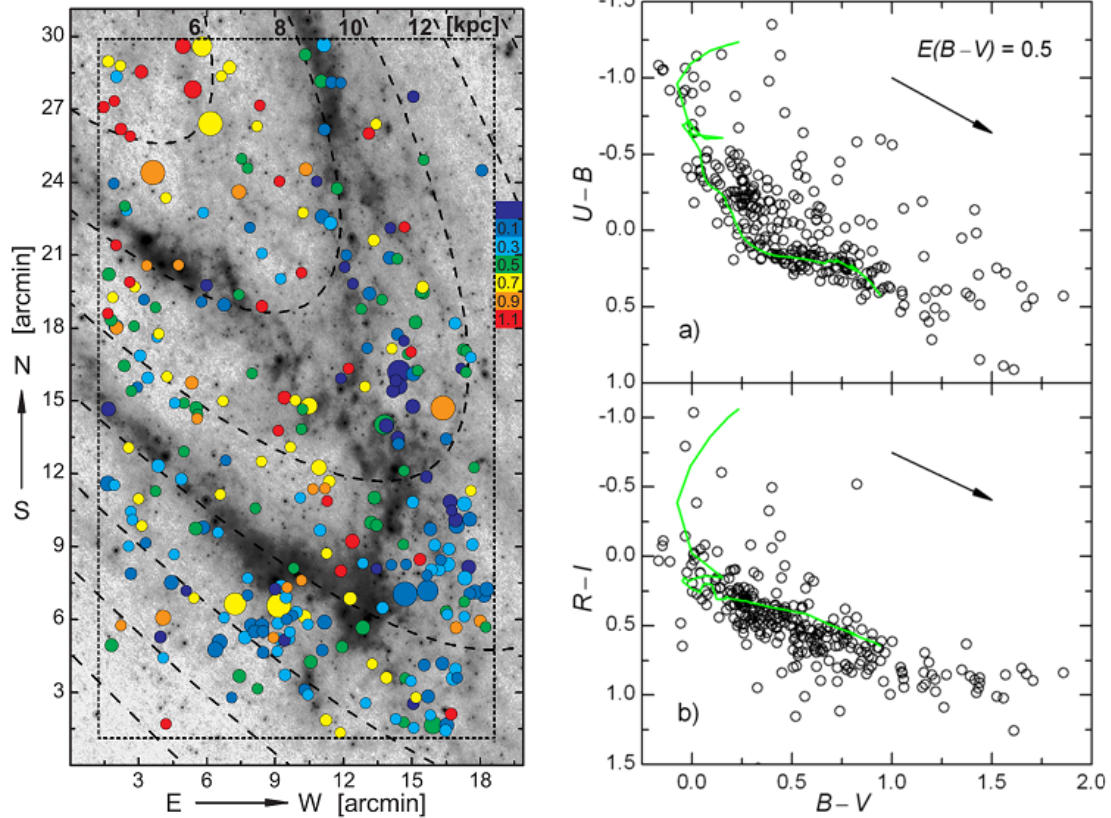 6 8 10 12 [kpc]
30
27
24
21
18
15
12
9
6
3
N
S
[arcmin]
0.1
0.3
0.5
0.7
0.9
1.1
3 6 9 12 15 18
E W [arcmin]
-1.5
-1.0
-0.5
0.0
0.5
1.0
U – B
E(B – V) = 0.5
a)
-1.0
-0.5
0.0
0.5
1.0
1.5
R – I
b)
0.0 0.5 1.0 1.5 2.0
B – V